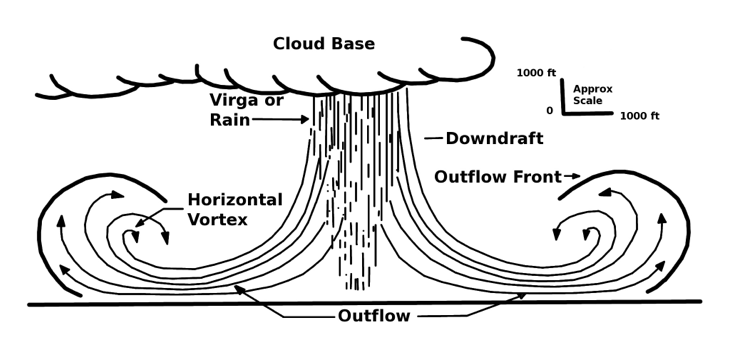 Cloud Base
1000 ft
Approx
Scale
0
1000 ft
Virga or
Rain
Downdraft
Outflow Front
Horizontal
Vortex
Outflow